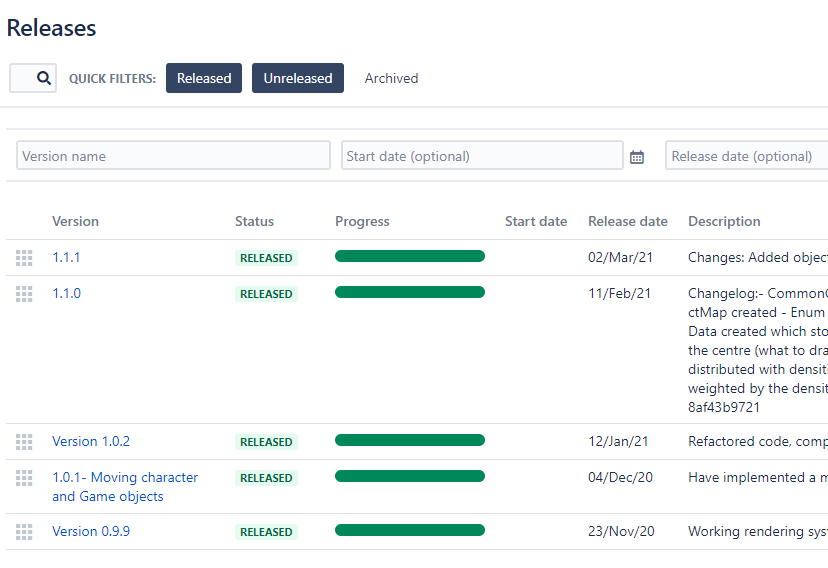 Releases
QUICK FILTERS: Released Unreleased Archived
Version name Start date (optional) Release date (optional)
Version Status Progress Start date Release date Description
1.1.1 RELEASED 02/Mar/21 Changes: Added object
1.1.0 RELEASED 11/Feb/21 Changelog:- Common
ctMap created - Enum
Data created which sto
the centre (what to dra
distributed with densiti
weighted by the densit
8af43b9721
Version 1.0.2 RELEASED 12/Jan/21 Refactored code, comp
1.0.1- Moving character RELEASED 04/Dec/20 Have implemented a m
and Game objects
Version 0.9.9 RELEASED 23/Nov/20 Working rendering syst